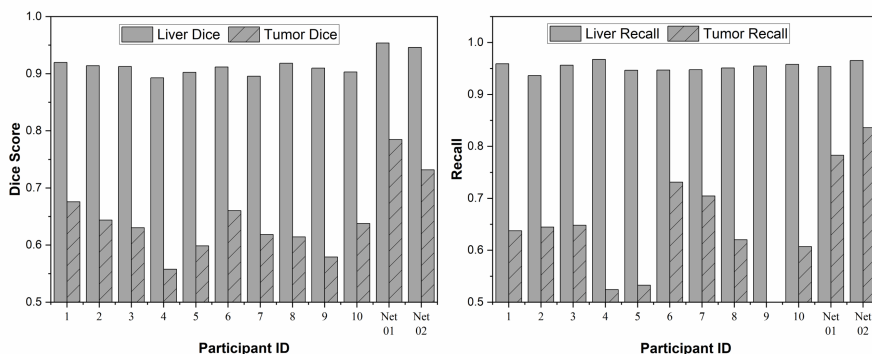 Liver Dice Tumor Dice
1.0
0.9
0.8
0.7
0.6
0.5
Dice Score
1 2 3 4 5 6 7 8 9 10 Net 01 Net 02
Participant ID
Liver Recall Tumor Recall
1.0
0.9
0.8
0.7
0.6
0.5
Recall
1 2 3 4 5 6 7 8 9 10 Net 01 Net 02
Participant ID